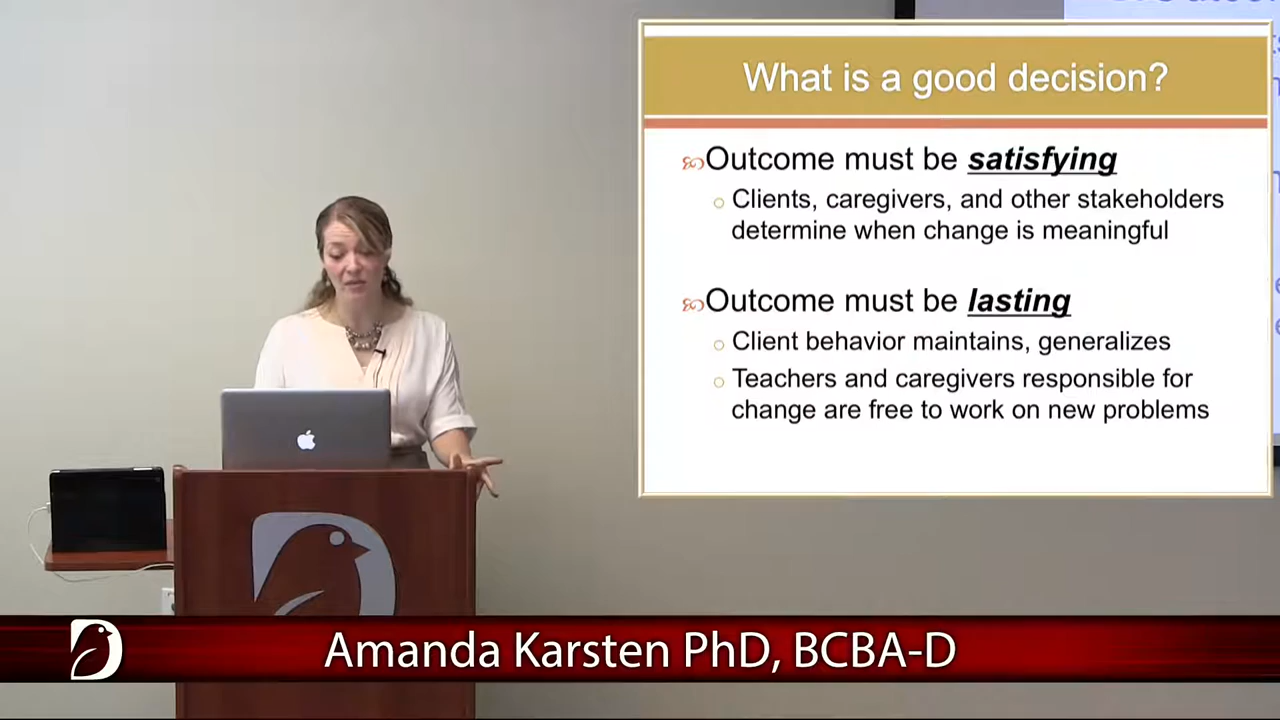 What is a good decision?
Outcome must be satisfying
Clients, caregivers, and other stakeholders
determine when change is meaningful
Outcome must be lasting
Client behavior maintains, generalizes
Teachers and caregivers responsible for
change are free to work on new problems
Amanda Karsten PhD, BCBA-D